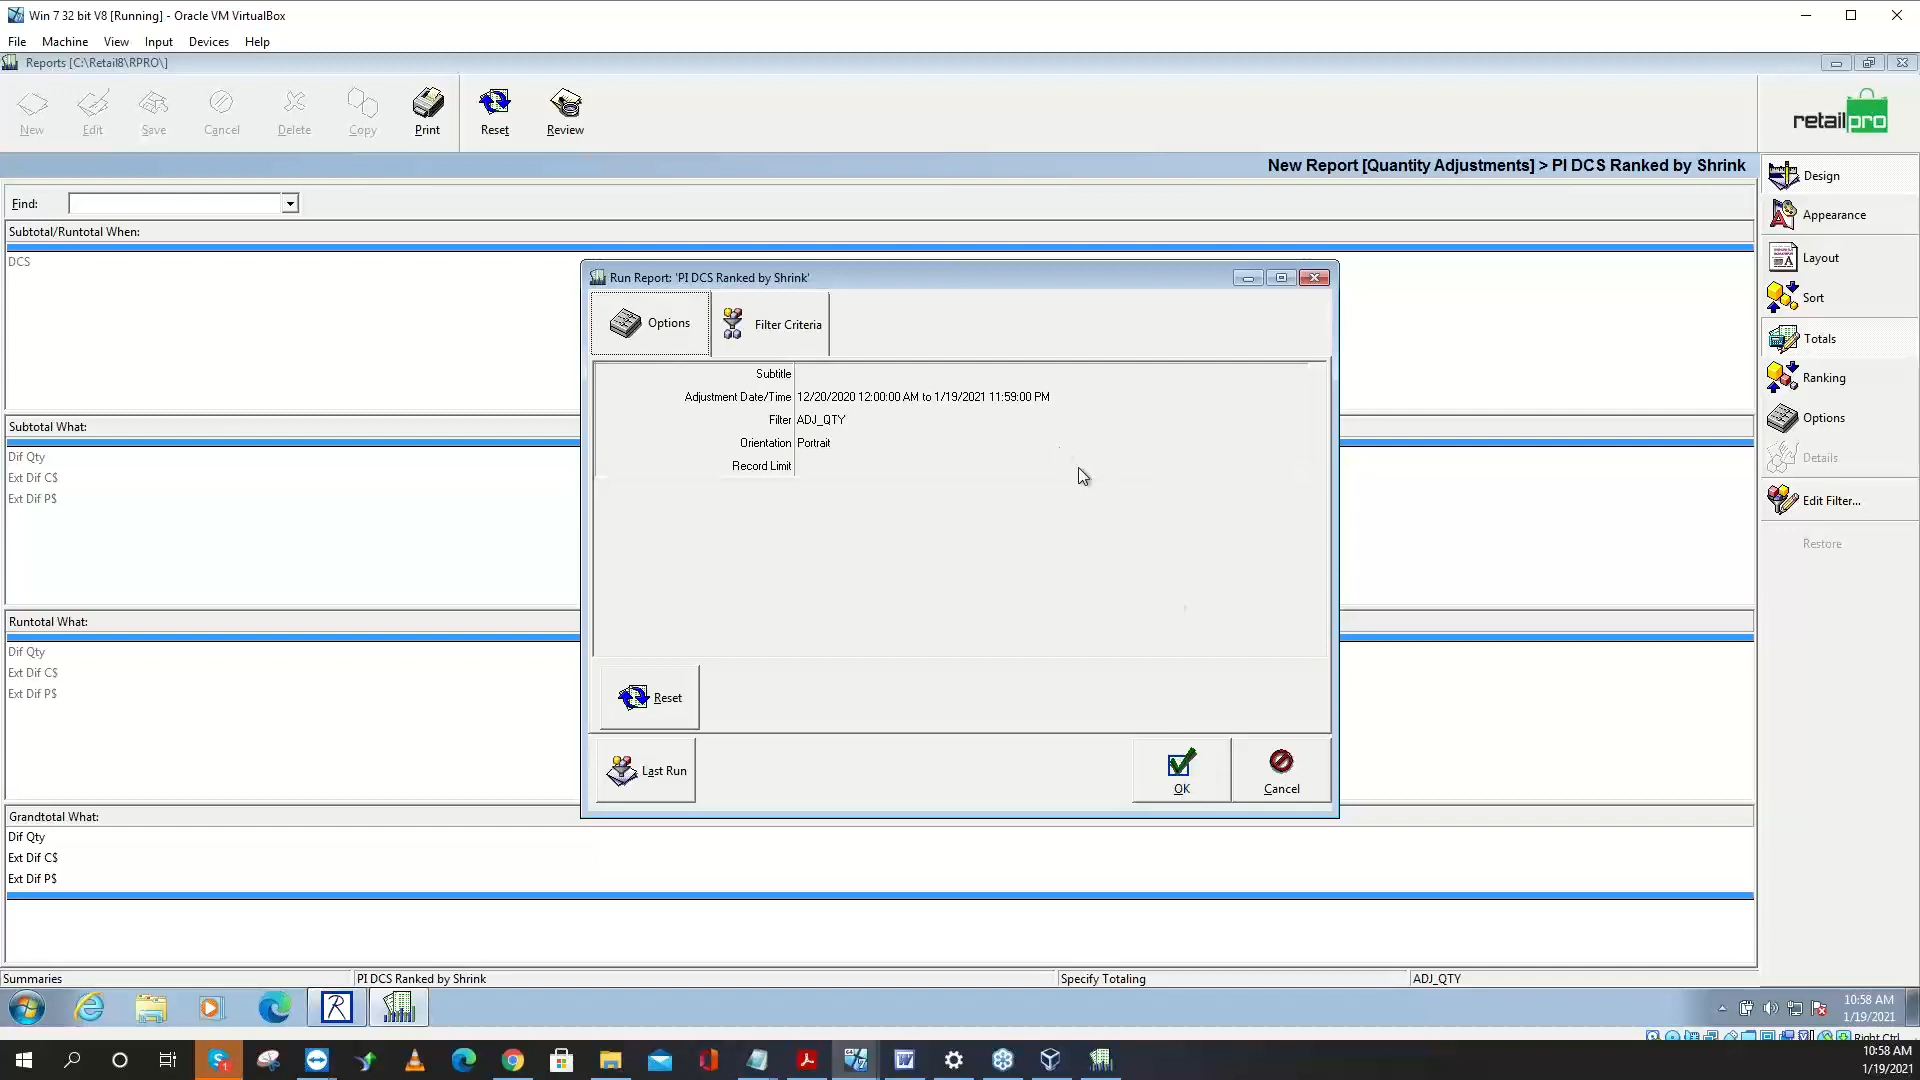 Win 7 32 bit V8 [Running] - Oracle VM VirtualBox
File Machine View Input Devices Help
Reports [C:\Retail8\RPRO\]
New Edit Save Cancel Delete Copy Print Reset Review
retailpro
New Report [Quantity Adjustments] > PI DCS Ranked by Shrink
Find:
Subtotal/Runtotal When:
DCS
Subtotal What:
Dif Qty
Ext Dif C$
Ext Dif P$
Runtotal What:
Dif Qty
Ext Dif C$
Ext Dif P$
Grandtotal What:
Dif Qty
Ext Dif C$
Ext Dif P$
Run Report: 'PI DCS Ranked by Shrink'
Options Filter Criteria
Subtitle
Adjustment Date/Time 12/20/2020 12:00:00 AM to 1/19/2021 11:59:00 PM
Filter ADJ_QTY
Orientation Portrait
Record Limit
Reset
Last Run
OK
Cancel
Design
Appearance
Layout
Sort
Totals
Ranking
Options
Details
Edit Filter...
Restore
Summaries PI DCS Ranked by Shrink Specify Totaling ADJ_QTY
10:58 AM
1/19/2021
Right Ctrl
10:58 AM
1/19/2021